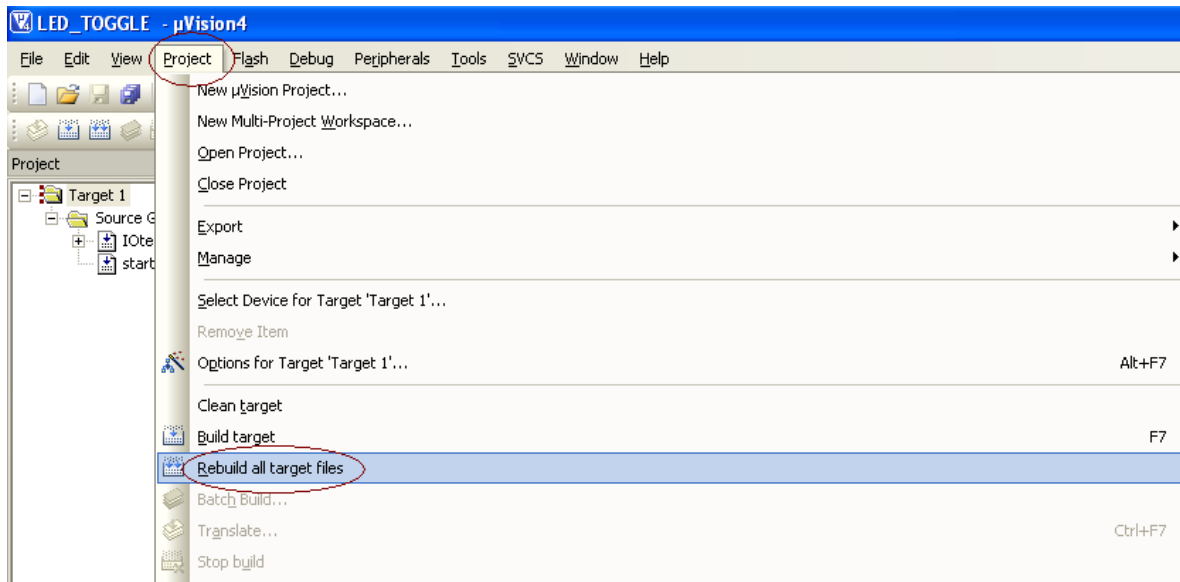 LED_TOGGLE - µVision4
File Edit View Project Flash Debug Peripherals Tools SVCS Window Help
New µVision Project...
New Multi-Project Workspace...
Open Project...
Close Project
Project
Target 1
Source G
IOte
start
Export
Manage
Select Device for Target 'Target 1'...
Remove Item
Options for Target 'Target 1'... Alt+F7
Clean target
Build target F7
Rebuild all target files
Batch Build...
Translate... Ctrl+F7
Stop build